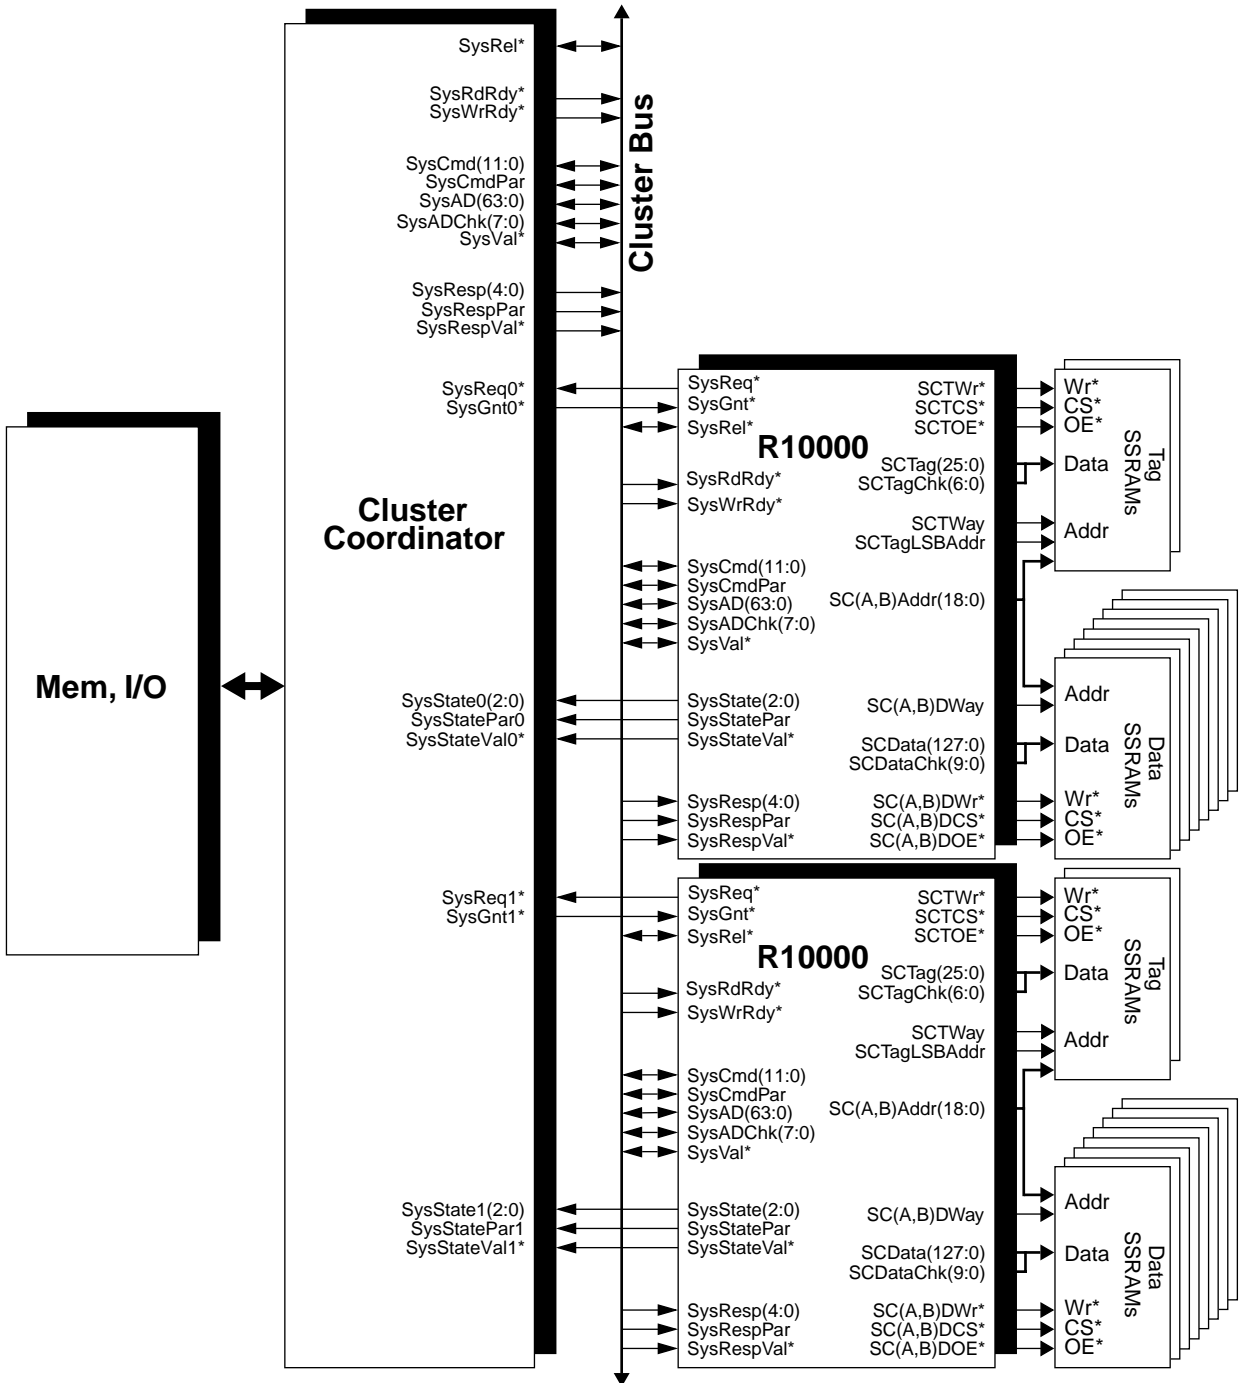 SysRel*
SysRdRdy*
SysWrRdy*
SysCmd(11:0)
SysCmdPar
SysAD(63:0)
SysADChk(7:0)
SysVal*
SysResp(4:0)
SysRespPar
SysRespVal*
SysReq0*
SysGnt0*
Cluster
Coordinator
SysState0(2:0)
SysStatePar0
SysStateVal0*
SysReq1*
SysGnt1*
SysState1(2:0)
SysStatePar1
SysStateVal1*
Mem, I/O
Cluster Bus
SysReq*
SysGnt*
SysRel*
R10000
SysRdRdy*
SysWrRdy*
SysCmd(11:0)
SysCmdPar
SysAD(63:0)
SysADChk(7:0)
SysVal*
SysState(2:0)
SysStatePar
SysStateVal*
SysResp(4:0)
SysRespPar
SysRespVal*
SCTWr*
SCTCS*
SCTOE*
SCTag(25:0)
SCTagChk(6:0)
SCTWay
SCTagLSBAddr
SC(A,B)Addr(18:0)
SC(A,B)DWay
SCData(127:0)
SCDataChk(9:0)
SC(A,B)DWr*
SC(A,B)DCS*
SC(A,B)DOE*
Wr*
CS*
OE*
Data
Addr
Tag
SSRAMs
Addr
Data
Wr*
CS*
OE*
Data
SSRAMs
SysReq*
SysGnt*
SysRel*
R10000
SysRdRdy*
SysWrRdy*
SysCmd(11:0)
SysCmdPar
SysAD(63:0)
SysADChk(7:0)
SysVal*
SysState(2:0)
SysStatePar
SysStateVal*
SysResp(4:0)
SysRespPar
SysRespVal*
SCTWr*
SCTCS*
SCTOE*
SCTag(25:0)
SCTagChk(6:0)
SCTWay
SCTagLSBAddr
SC(A,B)Addr(18:0)
SC(A,B)DWay
SCData(127:0)
SCDataChk(9:0)
SC(A,B)DWr*
SC(A,B)DCS*
SC(A,B)DOE*
Wr*
CS*
OE*
Data
Addr
Tag
SSRAMs
Addr
Data
Wr*
CS*
OE*
Data
SSRAMs